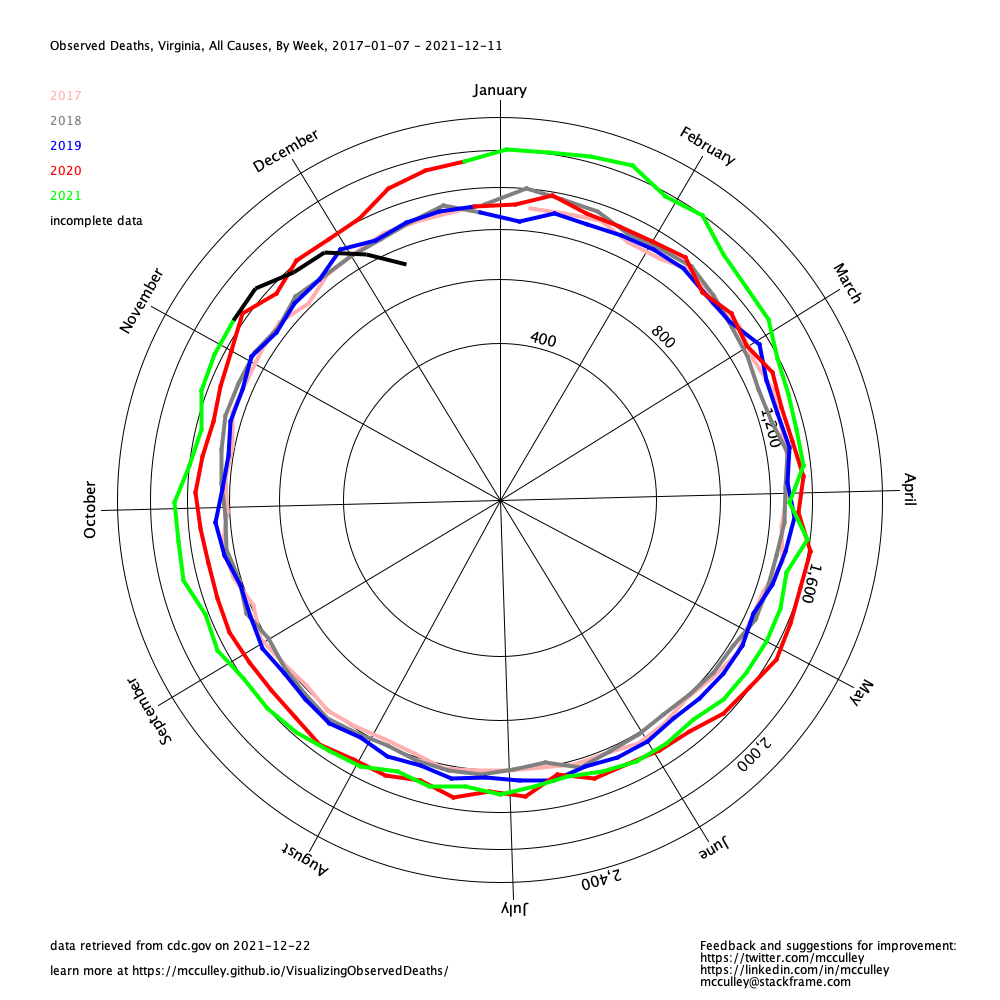 Observed Deaths, Virginia, All Causes, By Week, 2017-01-07 - 2021-12-11
2017
2018
2019
2020
2021
incomplete data
January
February
March
April
May
June
July
August
September
October
November
December
400
800
1,200
1,600
2,000
2,400
data retrieved from cdc.gov on 2021-12-22
learn more at https://mcculley.github.io/VisualizingObservedDeaths/
Feedback and suggestions for improvement:
https://twitter.com/mcculley
https://linkedin.com/in/mcculley
mcculley@stackframe.com